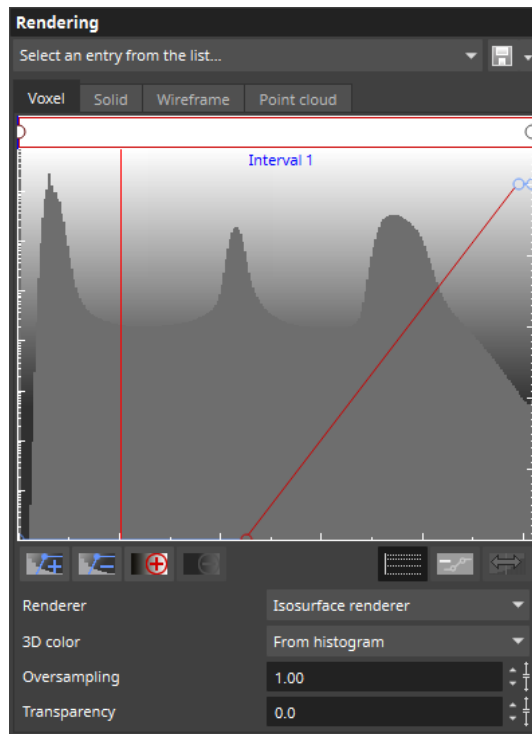 Rendering
Select an entry from the list...
Voxel Solid Wireframe Point cloud
Interval 1
Renderer Isosurface renderer
3D color From histogram
Oversampling 1.00
Transparency 0.0